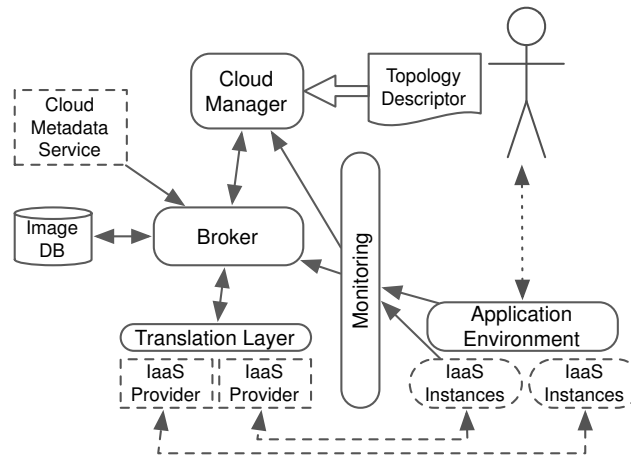 Cloud
Manager
Topology
Descriptor
Cloud
Metadata
Service
Image
DB
Broker
Monitoring
Translation Layer
Application
Environment
IaaS
Provider
IaaS
Provider
IaaS
Instances
IaaS
Instances